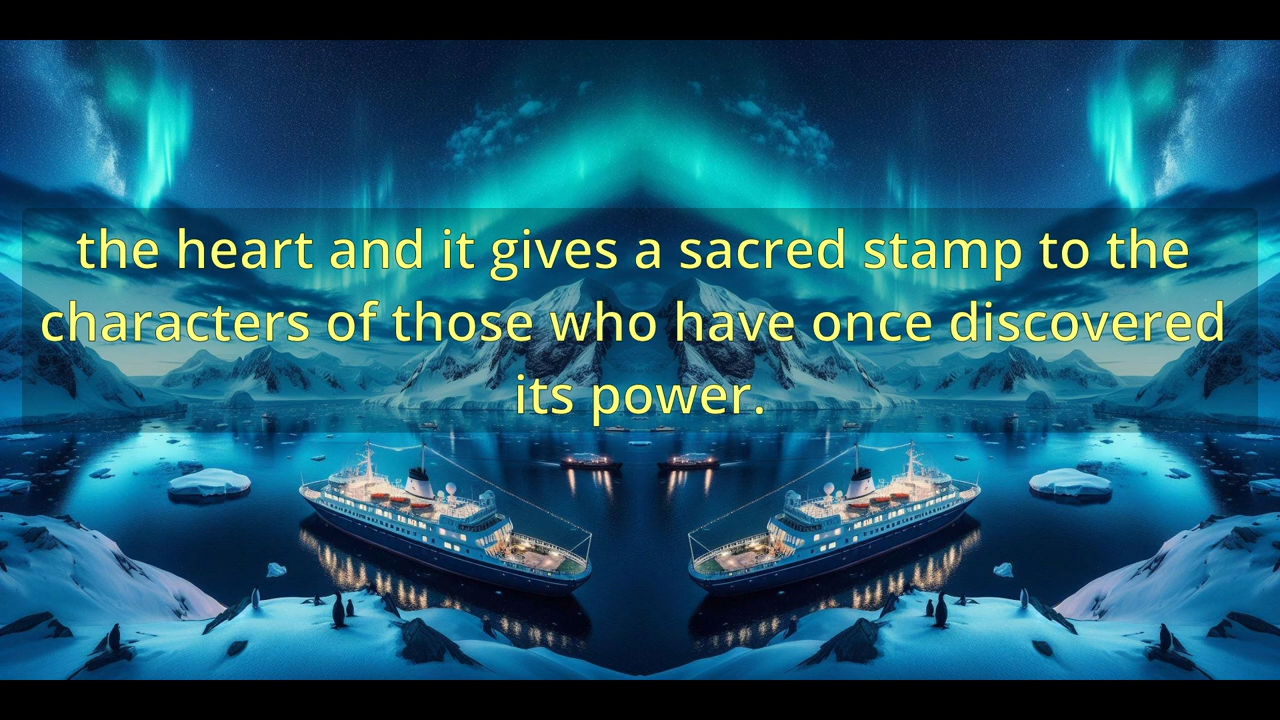 the heart and it gives a sacred stamp to the
characters of those who have once discovered
its power.